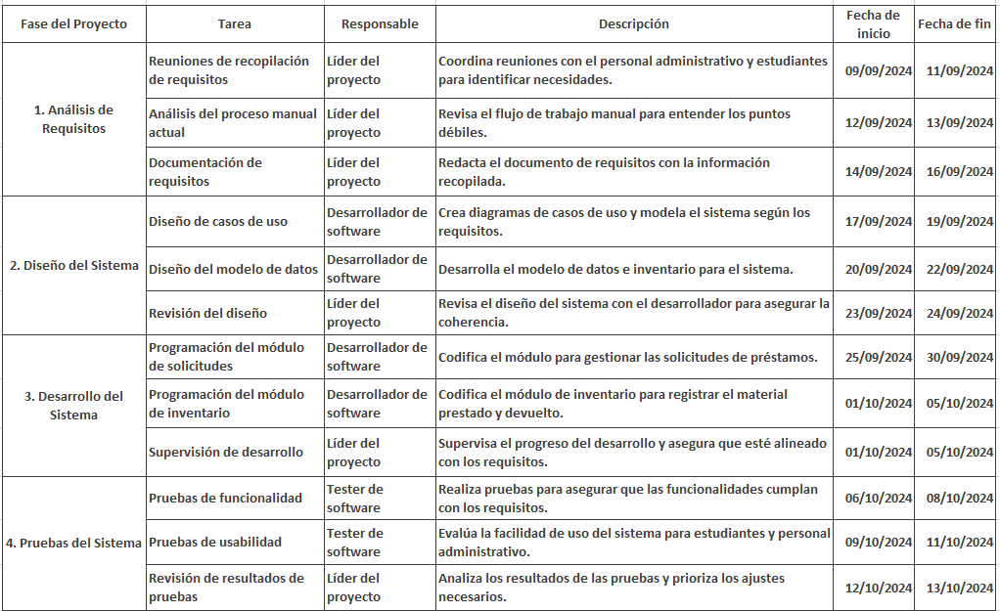 Fase del Proyecto
Tarea
Responsable
Descripción
Fecha de
inicio
Fecha de fin
1. Análisis de
Requisitos
Reuniones de recopilación
de requisitos
Líder del
proyecto
Coordina reuniones con el personal administrativo y estudiantes
para identificar necesidades.
09/09/2024
11/09/2024
Análisis del proceso manual
actual
Líder del
proyecto
Revisa el flujo de trabajo manual para entender los puntos
débiles.
12/09/2024
13/09/2024
Documentación de
requisitos
Líder del
proyecto
Redacta el documento de requisitos con la información
recopilada.
14/09/2024
16/09/2024
2. Diseño del Sistema
Diseño de casos de uso
Desarrollador de
software
Crea diagramas de casos de uso y modela el sistema según los
requisitos.
17/09/2024
19/09/2024
Diseño del modelo de datos
Desarrollador de
software
Desarrolla el modelo de datos e inventario para el sistema.
20/09/2024
22/09/2024
Revisión del diseño
Líder del
proyecto
Revisa el diseño del sistema con el desarrollador para asegurar la
coherencia.
23/09/2024
24/09/2024
3. Desarrollo del
Sistema
Programación del módulo
de solicitudes
Desarrollador de
software
Codifica el módulo para gestionar las solicitudes de préstamos.
25/09/2024
30/09/2024
Programación del módulo
de inventario
Desarrollador de
software
Codifica el módulo de inventario para registrar el material
prestado y devuelto.
01/10/2024
05/10/2024
Supervisión de desarrollo
Líder del
proyecto
Supervisa el progreso del desarrollo y asegura que esté alineado
con los requisitos.
01/10/2024
05/10/2024
4. Pruebas del Sistema
Pruebas de funcionalidad
Tester de
software
Realiza pruebas para asegurar que las funcionalidades cumplan
con los requisitos.
06/10/2024
08/10/2024
Pruebas de usabilidad
Tester de
software
Evalúa la facilidad de uso del sistema para estudiantes y personal
administrativo.
09/10/2024
11/10/2024
Revisión de resultados de
pruebas
Líder del
proyecto
Analiza los resultados de las pruebas y prioriza los ajustes
necesarios.
12/10/2024
13/10/2024